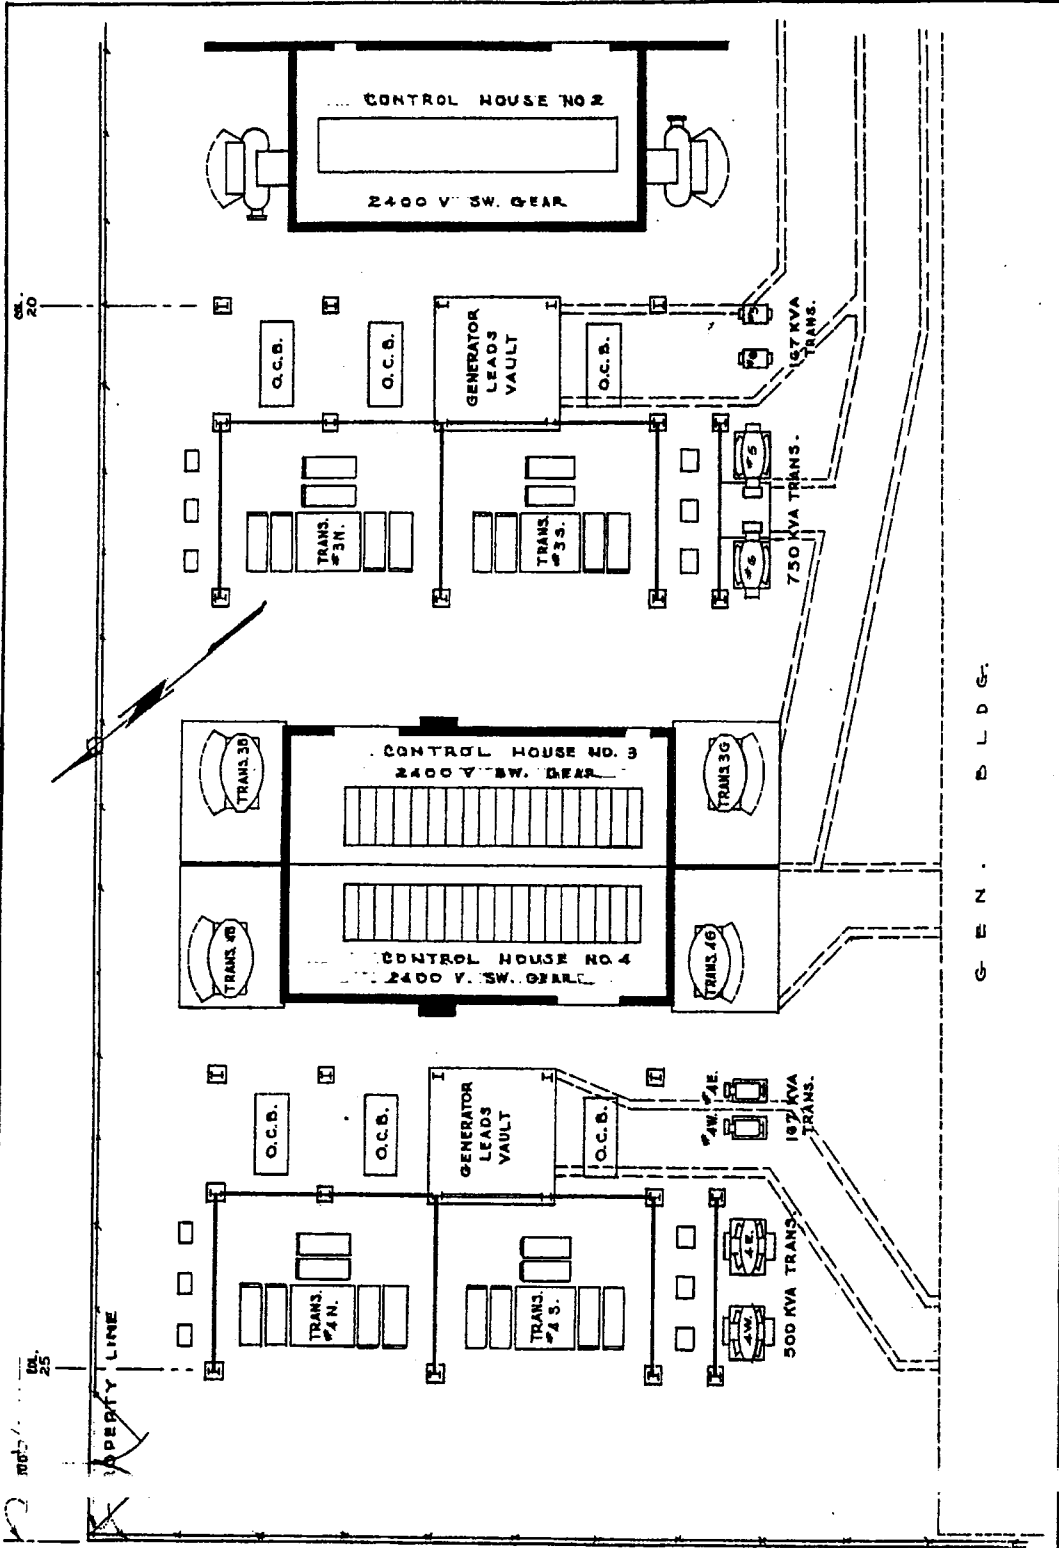 CONTROL HOUSE NO 2
2400 V SW. GEAR
COL.
20
O.C.B.
O.C.B.
GENERATOR
LEADS
VAULT
O.C.B.
167 KVA
TRANS.
#5
#6
750 KVA TRANS.
TRANS.
#3N.
TRANS.
#3S.
CONTROL HOUSE NO. 3
2400 V SW. GEAR
TRANS. 3B
TRANS. 3G
TRANS. 4B
TRANS. 4G
CONTROL HOUSE NO. 4
2400 V. SW. GEAR
GEN. BLDG.
O.C.B.
O.C.B.
GENERATOR
LEADS
VAULT
O.C.B.
#4E.
#4W.
167 KVA
TRANS.
4E.
4W.
500 KVA TRANS.
TRANS.
#4N.
TRANS.
#4S.
COL.
25
LINE